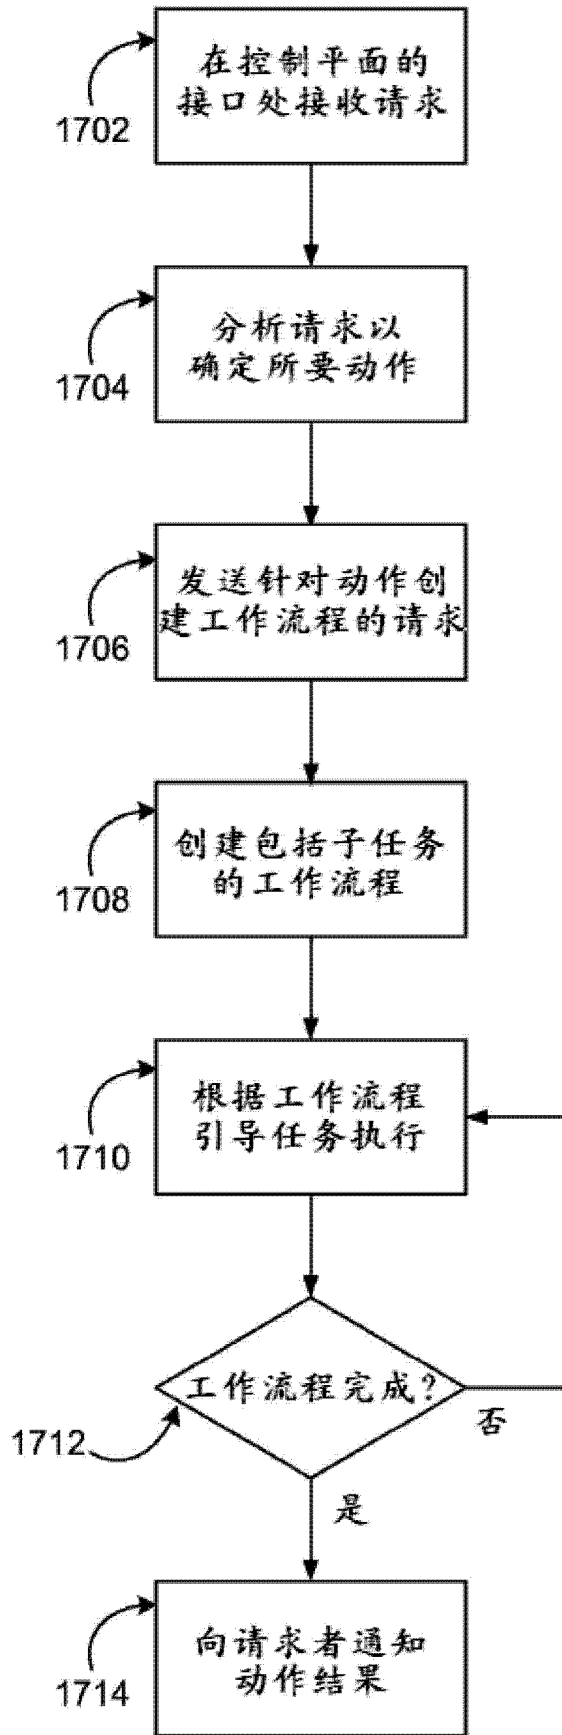 在控制平面的
接口处接收请求
1702
分析请求以
确定所要动作
1704
发送针对动作创
建工作流程的请求
1706
创建包括子任务
的工作流程
1708
根据工作流程
引导任务执行
1710
工作流程完成?
否
1712
是
向请求者通知
动作结果
1714